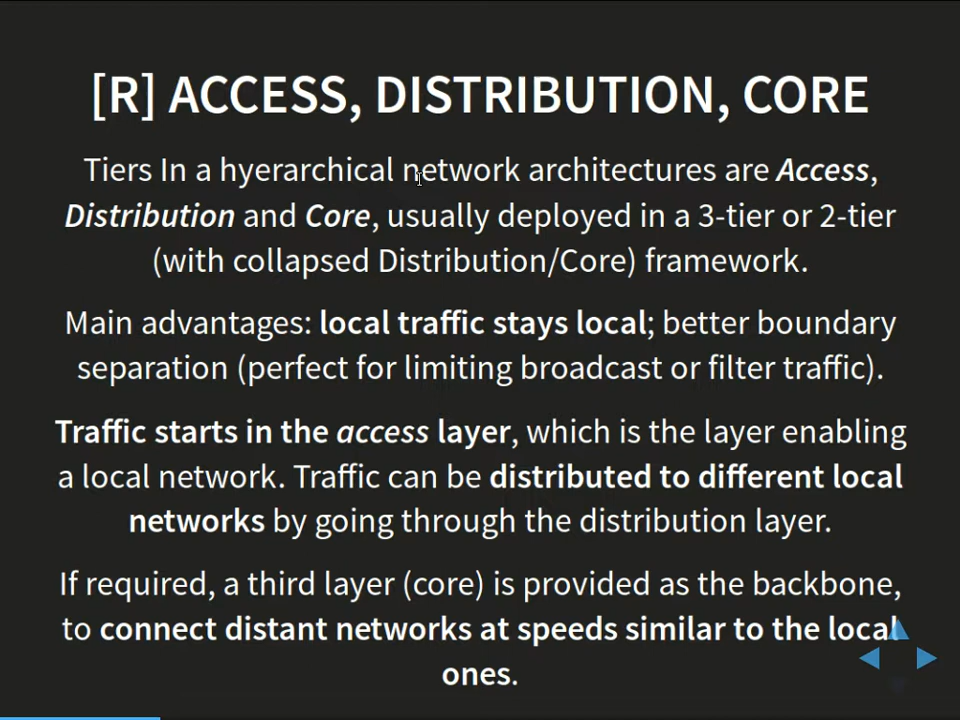 [R] ACCESS, DISTRIBUTION, CORE
Tiers In a hyerarchical network architectures are Access,
Distribution and Core, usually deployed in a 3-tier or 2-tier
(with collapsed Distribution/Core) framework.
Main advantages: local traffic stays local; better boundary
separation (perfect for limiting broadcast or filter traffic).
Traffic starts in the access layer, which is the layer enabling
a local network. Traffic can be distributed to different local
networks by going through the distribution layer.
If required, a third layer (core) is provided as the backbone,
to connect distant networks at speeds similar to the local
ones.